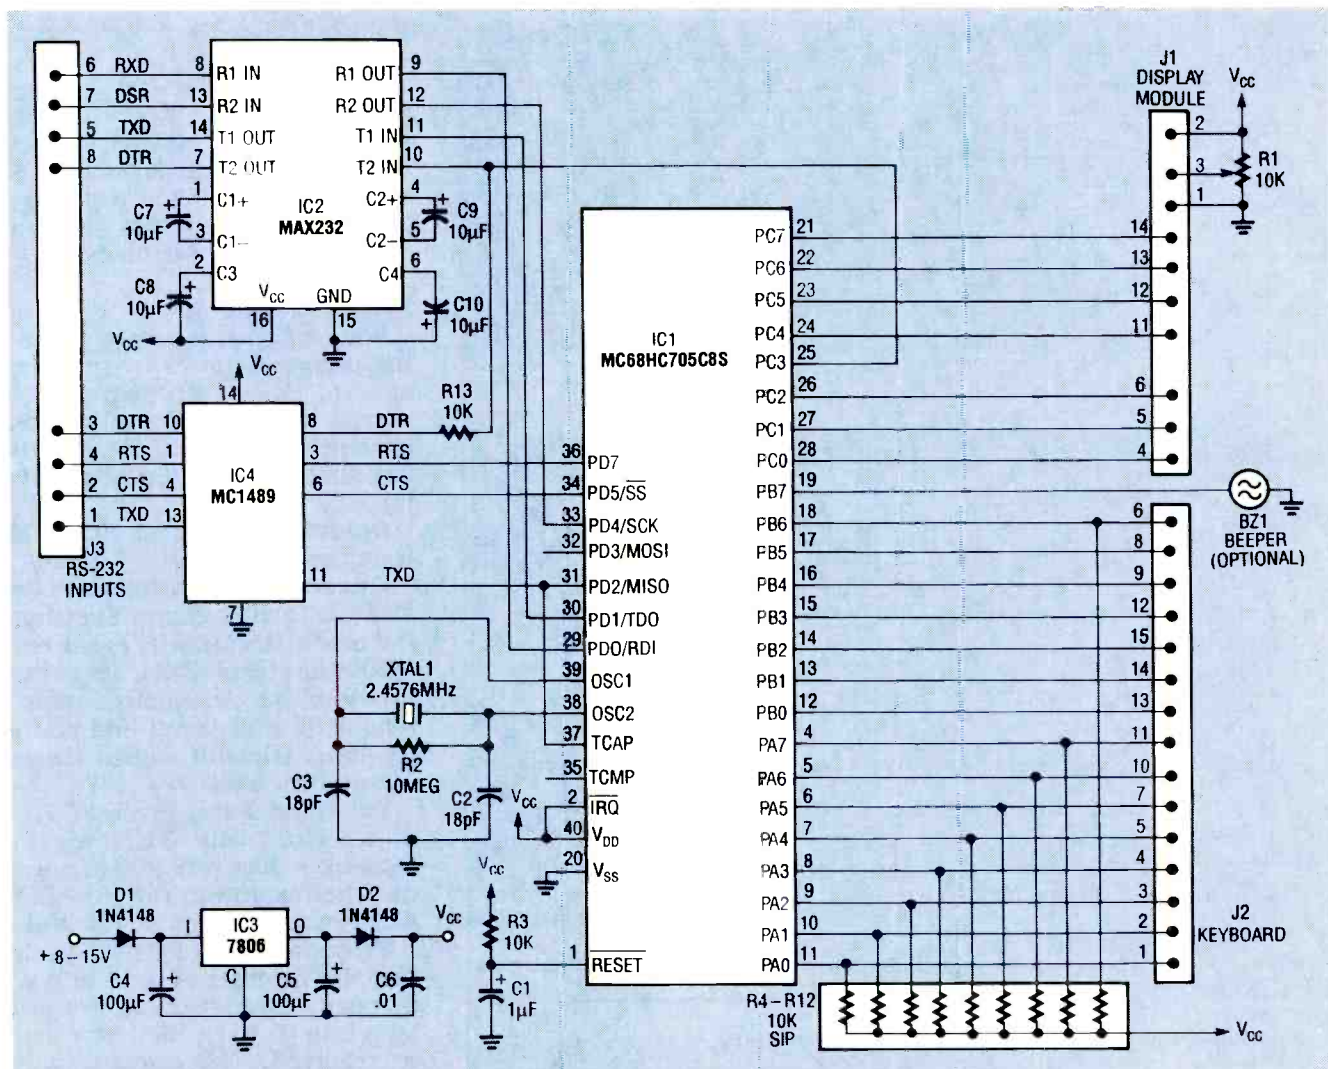 6 RXD 8 R1 IN
7 DSR 13 R2 IN
5 TXD 14 T1 OUT
8 DTR 7 T2 OUT
R1 OUT 9
R2 OUT 12
T1 IN 11
T2 IN 10
IC2
MAX232
1 C1+
3 C1−
2 C3
C2+ 4
C2− 5
C4 6
C7
10µF
C8
10µF
C9
10µF
C10
10µF
VCC
16
GND
15
VCC
VCC
14
3 DTR 10
4 RTS 1
2 CTS 4
1 TXD 13
IC4
MC1489
8 DTR
3 RTS
6 CTS
11 TXD
7
R13
10K
J3
RS-232
INPUTS
IC1
MC68HC705C8S
36 PD7
34 PD5/SS
33 PD4/SCK
32 PD3/MOSI
31 PD2/MISO
30 PD1/TDO
29 PD0/RDI
39 OSC1
38 OSC2
37 TCAP
35 TCMP
2 IRQ
40 VDD
20 VSS
1 RESET
PC7 21
PC6 22
PC5 23
PC4 24
PC3 25
PC2 26
PC1 27
PC0 28
PB7 19
PB6 18
PB5 17
PB4 16
PB3 15
PB2 14
PB1 13
PB0 12
PA7 4
PA6 5
PA5 6
PA4 7
PA3 8
PA2 9
PA1 10
PA0 11
J1
DISPLAY
MODULE
VCC
2
3
1
R1
10K
14
13
12
11
6
5
4
BZ1
BEEPER
(OPTIONAL)
6
8
9
12
15
14
13
11
10
7
5
4
3
2
1
J2
KEYBOARD
R4–R12
10K
SIP
VCC
XTAL1
2.4576MHz
R2
10MEG
C3
18pF
C2
18pF
VCC
VCC
R3
10K
C1
1µF
D1
1N4148
+8–15V
I
IC3
7806
O
C
D2
1N4148
VCC
C4
100µF
C5
100µF
C6
.01